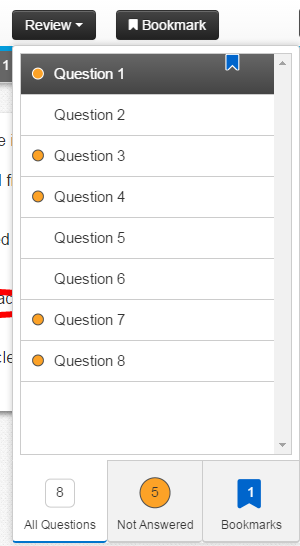 Review Bookmark
1
Question 1
Question 2
Question 3
Question 4
Question 5
Question 6
Question 7
Question 8
8 5 1
All Questions Not Answered Bookmarks